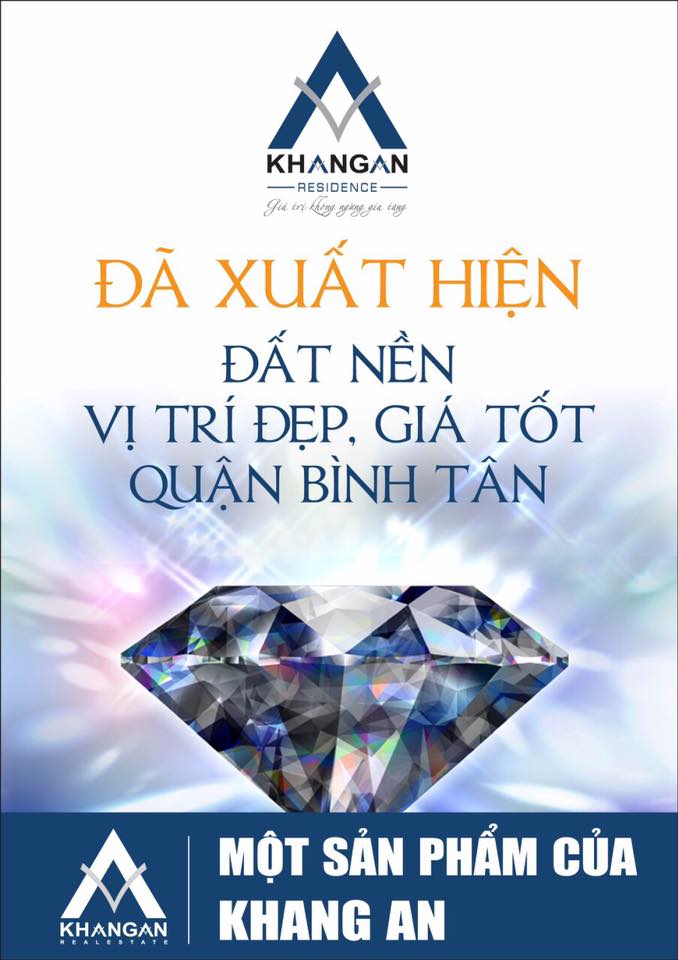 KHANGAN
RESIDENCE
Giá trị không ngừng gia tăng
ĐÃ XUẤT HIỆN
ĐẤT NỀN
VỊ TRÍ ĐẸP, GIÁ TỐT
QUẬN BÌNH TÂN
MỘT SẢN PHẨM CỦA
KHANG AN
KHANGAN
REALESTATE